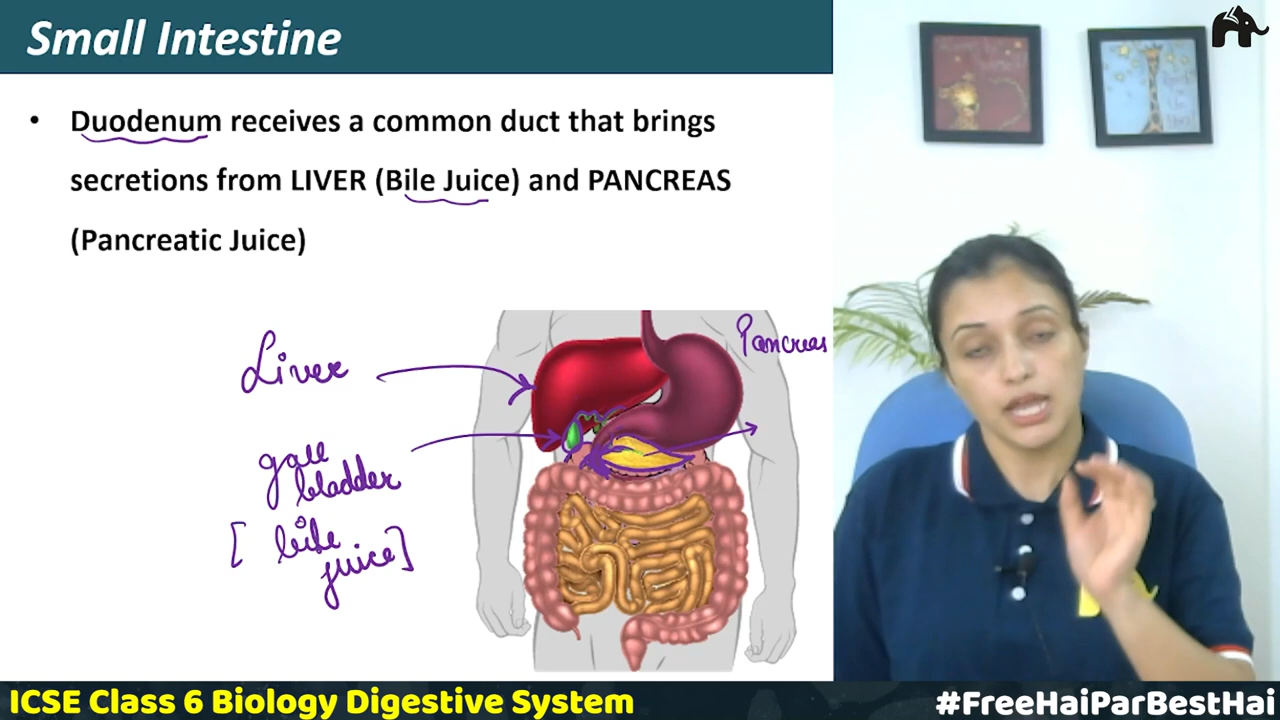 Small Intestine
• Duodenum receives a common duct that brings
secretions from LIVER (Bile Juice) and PANCREAS
(Pancreatic Juice)
Liver
Pancreas
gall
bladder
[ bile
juice]
ICSE Class 6 Biology Digestive System
#FreeHaiParBestHai